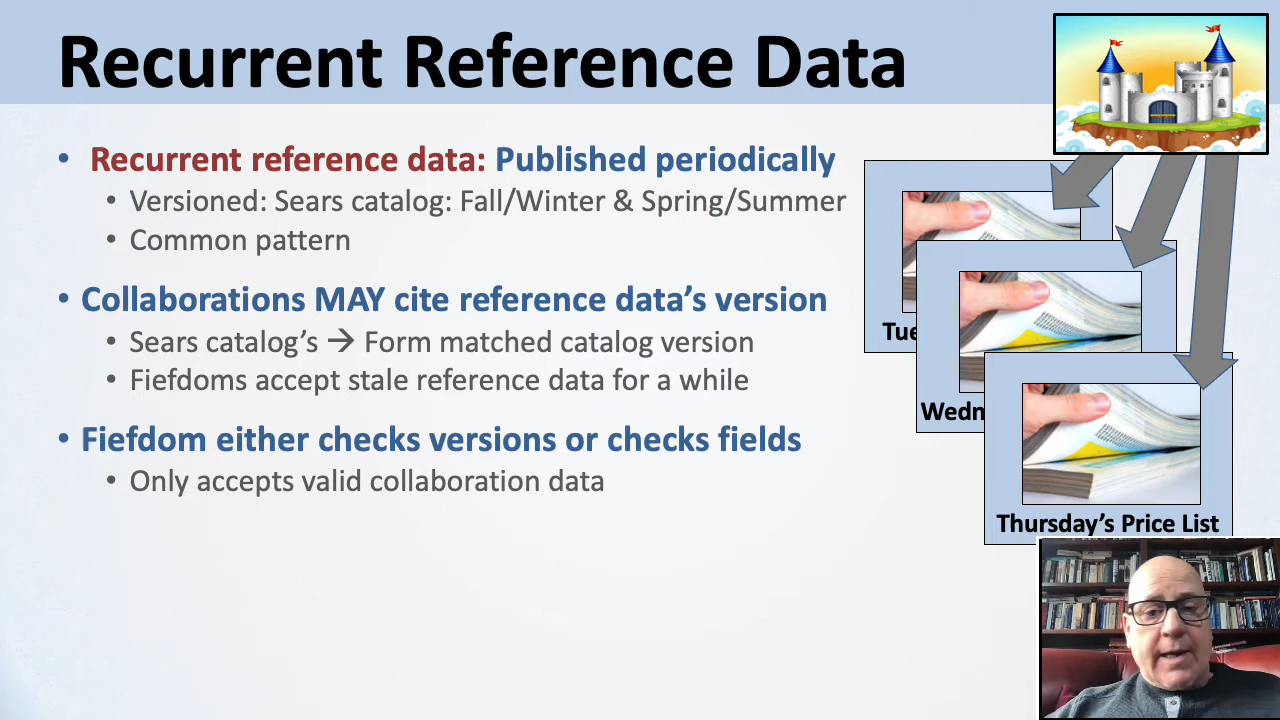 Recurrent Reference Data
• Recurrent reference data: Published periodically
• Versioned: Sears catalog: Fall/Winter & Spring/Summer
• Common pattern
• Collaborations MAY cite reference data’s version
• Sears catalog’s → Form matched catalog version
• Fiefdoms accept stale reference data for a while
• Fiefdom either checks versions or checks fields
• Only accepts valid collaboration data
Tue
Wedn
Thursday’s Price List